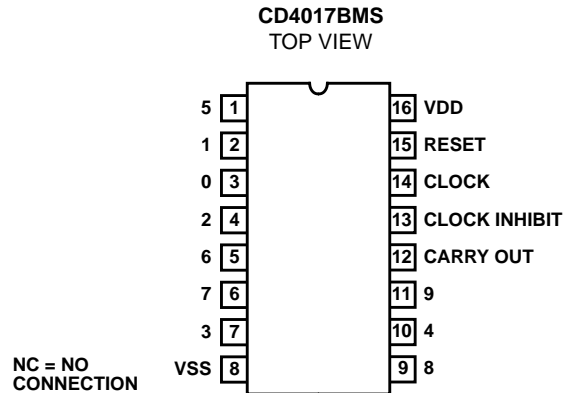 CD4017BMS
TOP VIEW
5 1 16 VDD
1 2 15 RESET
0 3 14 CLOCK
2 4 13 CLOCK INHIBIT
6 5 12 CARRY OUT
7 6 11 9
3 7 10 4
VSS 8 9 8
NC = NO
CONNECTION